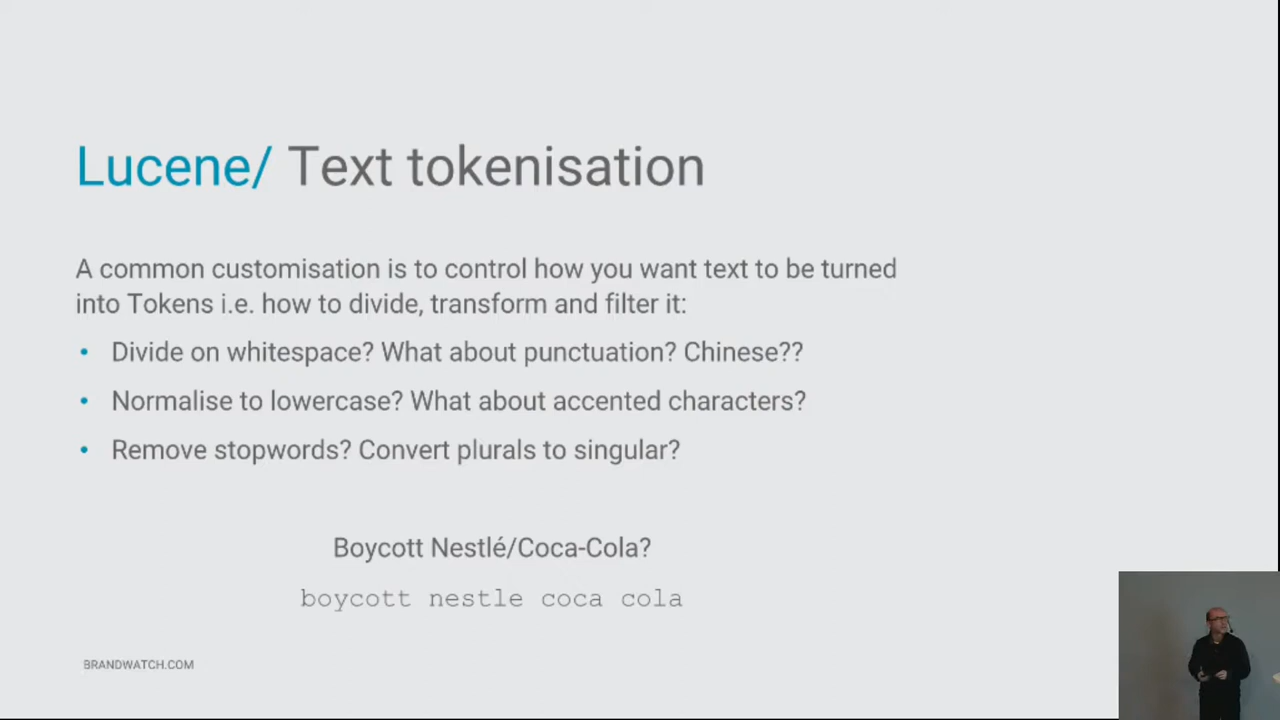 Lucene/ Text tokenisation
A common customisation is to control how you want text to be turned
into Tokens i.e. how to divide, transform and filter it:
• Divide on whitespace? What about punctuation? Chinese??
• Normalise to lowercase? What about accented characters?
• Remove stopwords? Convert plurals to singular?
Boycott Nestlé/Coca-Cola?
boycott nestle coca cola
BRANDWATCH.COM